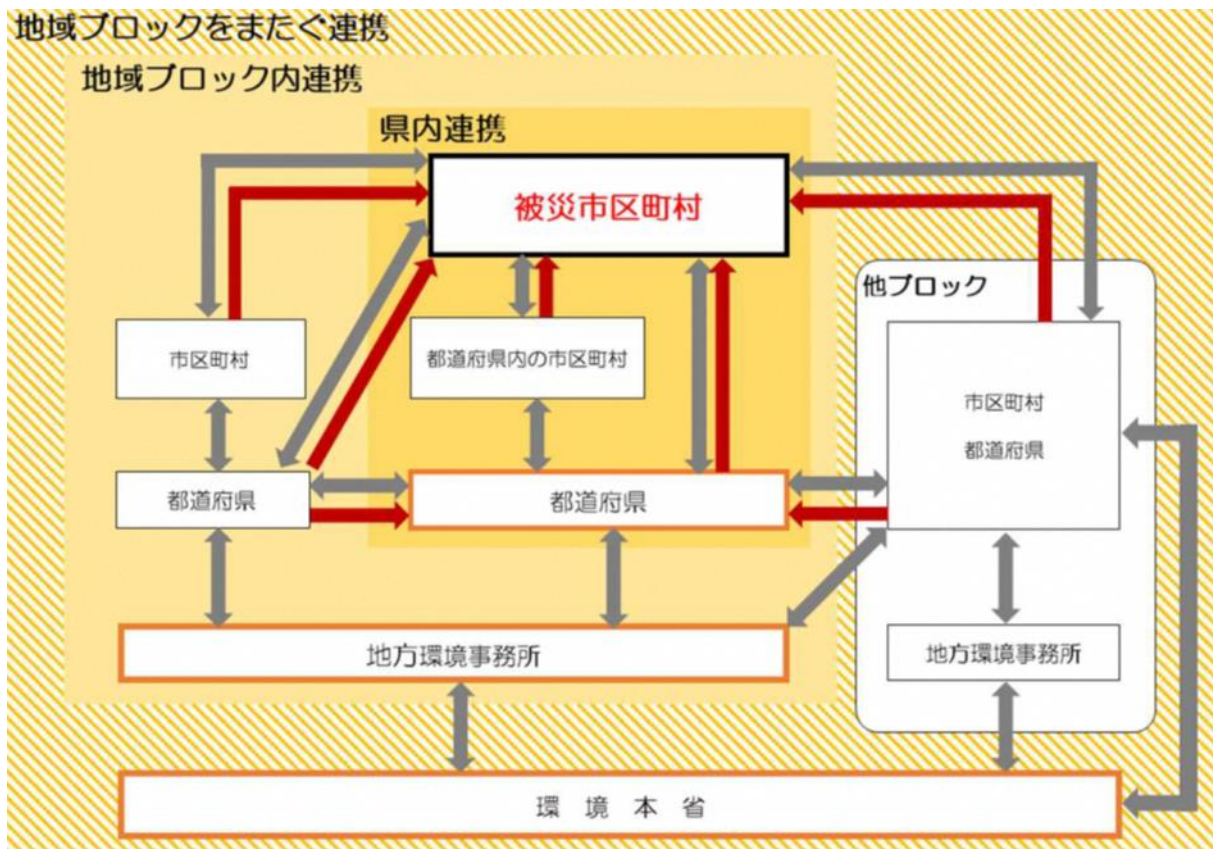 地域ブロックをまたぐ連携
地域ブロック内連携
県内連携
被災市区町村
他ブロック
市区町村
都道府県内の市区町村
市区町村
都道府県
都道府県
都道府県
地方環境事務所
地方環境事務所
環境本省